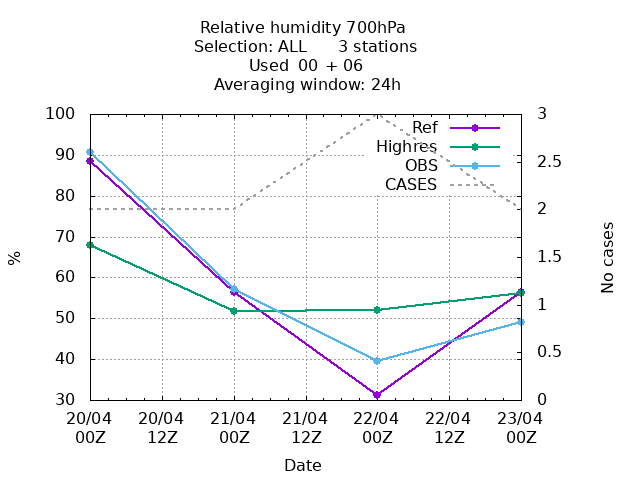 Relative humidity 700hPa
Selection: ALL 3 stations
Used 00 + 06
Averaging window: 24h
100
90
80
70
60
50
40
30
%
3
2.5
2
1.5
1
0.5
0
No cases
Ref
Highres
OBS
CASES
20/04 20/04 21/04 21/04 22/04 22/04 23/04
00Z 12Z 00Z 12Z 00Z 12Z 00Z
Date